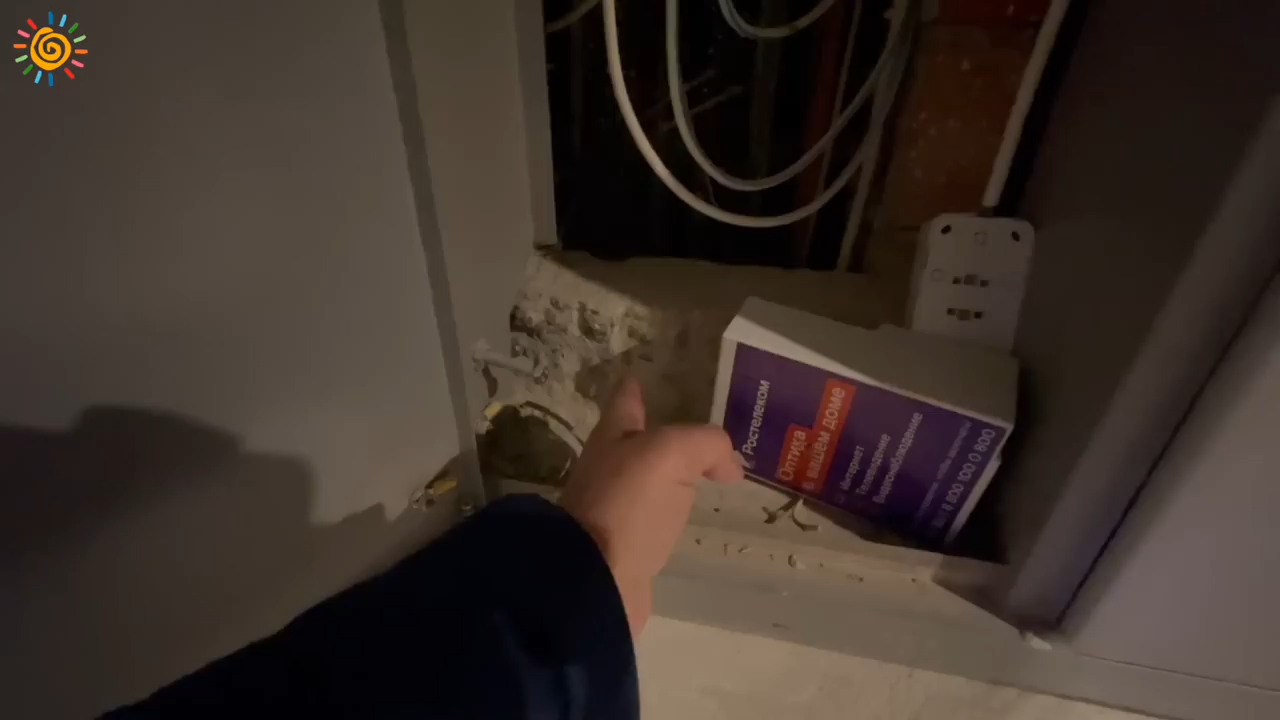 Ростелеком
Оптика
в вашем доме
Интернет
Телевидение
Видеонаблюдение
8 800 100 0 800